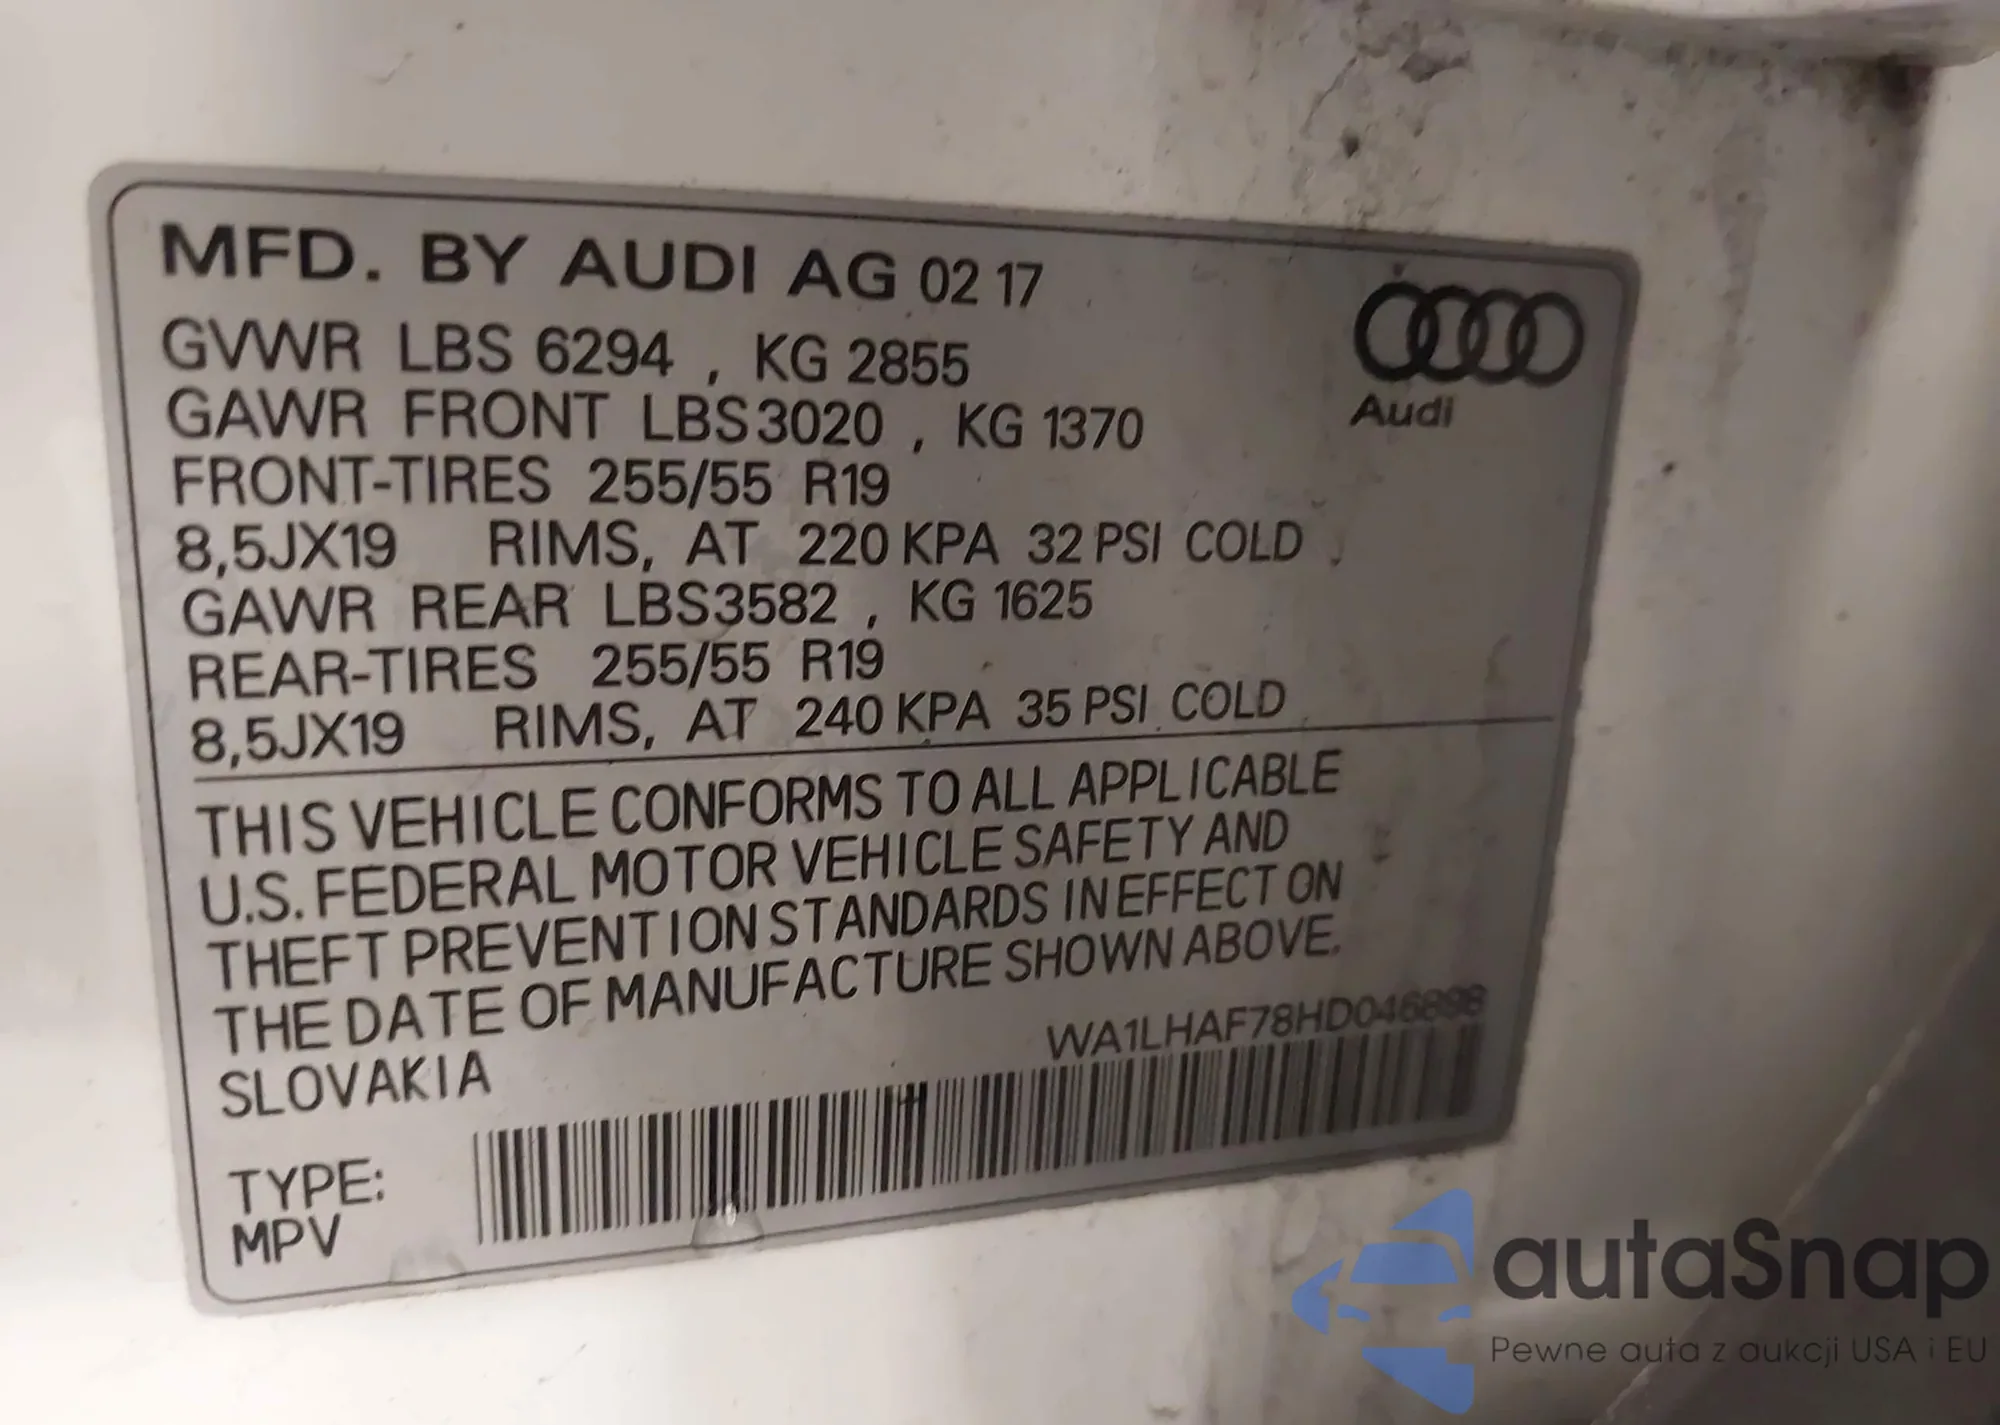 MFD. BY AUDI AG 02 17
GVWR LBS 6294 , KG 2855
GAWR FRONT LBS 3020 , KG 1370
FRONT-TIRES 255/55 R19
8,5JX19 RIMS, AT 220 KPA 32 PSI COLD
GAWR REAR LBS 3582 , KG 1625
REAR-TIRES 255/55 R19
8,5JX19 RIMS, AT 240 KPA 35 PSI COLD
Audi
THIS VEHICLE CONFORMS TO ALL APPLICABLE
U.S. FEDERAL MOTOR VEHICLE SAFETY AND
THEFT PREVENTION STANDARDS IN EFFECT ON
THE DATE OF MANUFACTURE SHOWN ABOVE.
SLOVAKIA
WA1LHAF78HD046898
TYPE:
MPV
autaSnap
Pewne auta z aukcji USA i EU